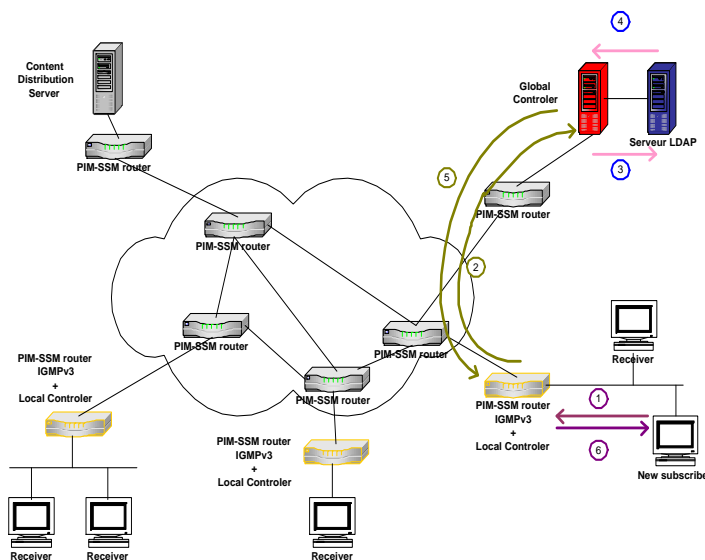 4
Content
Distribution
Server
Global
Controler
Serveur LDAP
PIM-SSM router
3
5
PIM-SSM router
PIM-SSM router
2
PIM-SSM router
PIM-SSM router
Receiver
PIM-SSM router
IGMPv3
+
Local Controler
PIM-SSM router
PIM-SSM router
IGMPv3
+
Local Controler
1
6
PIM-SSM router
IGMPv3
+
Local Controler
New subscribe
Receiver
Receiver
Receiver